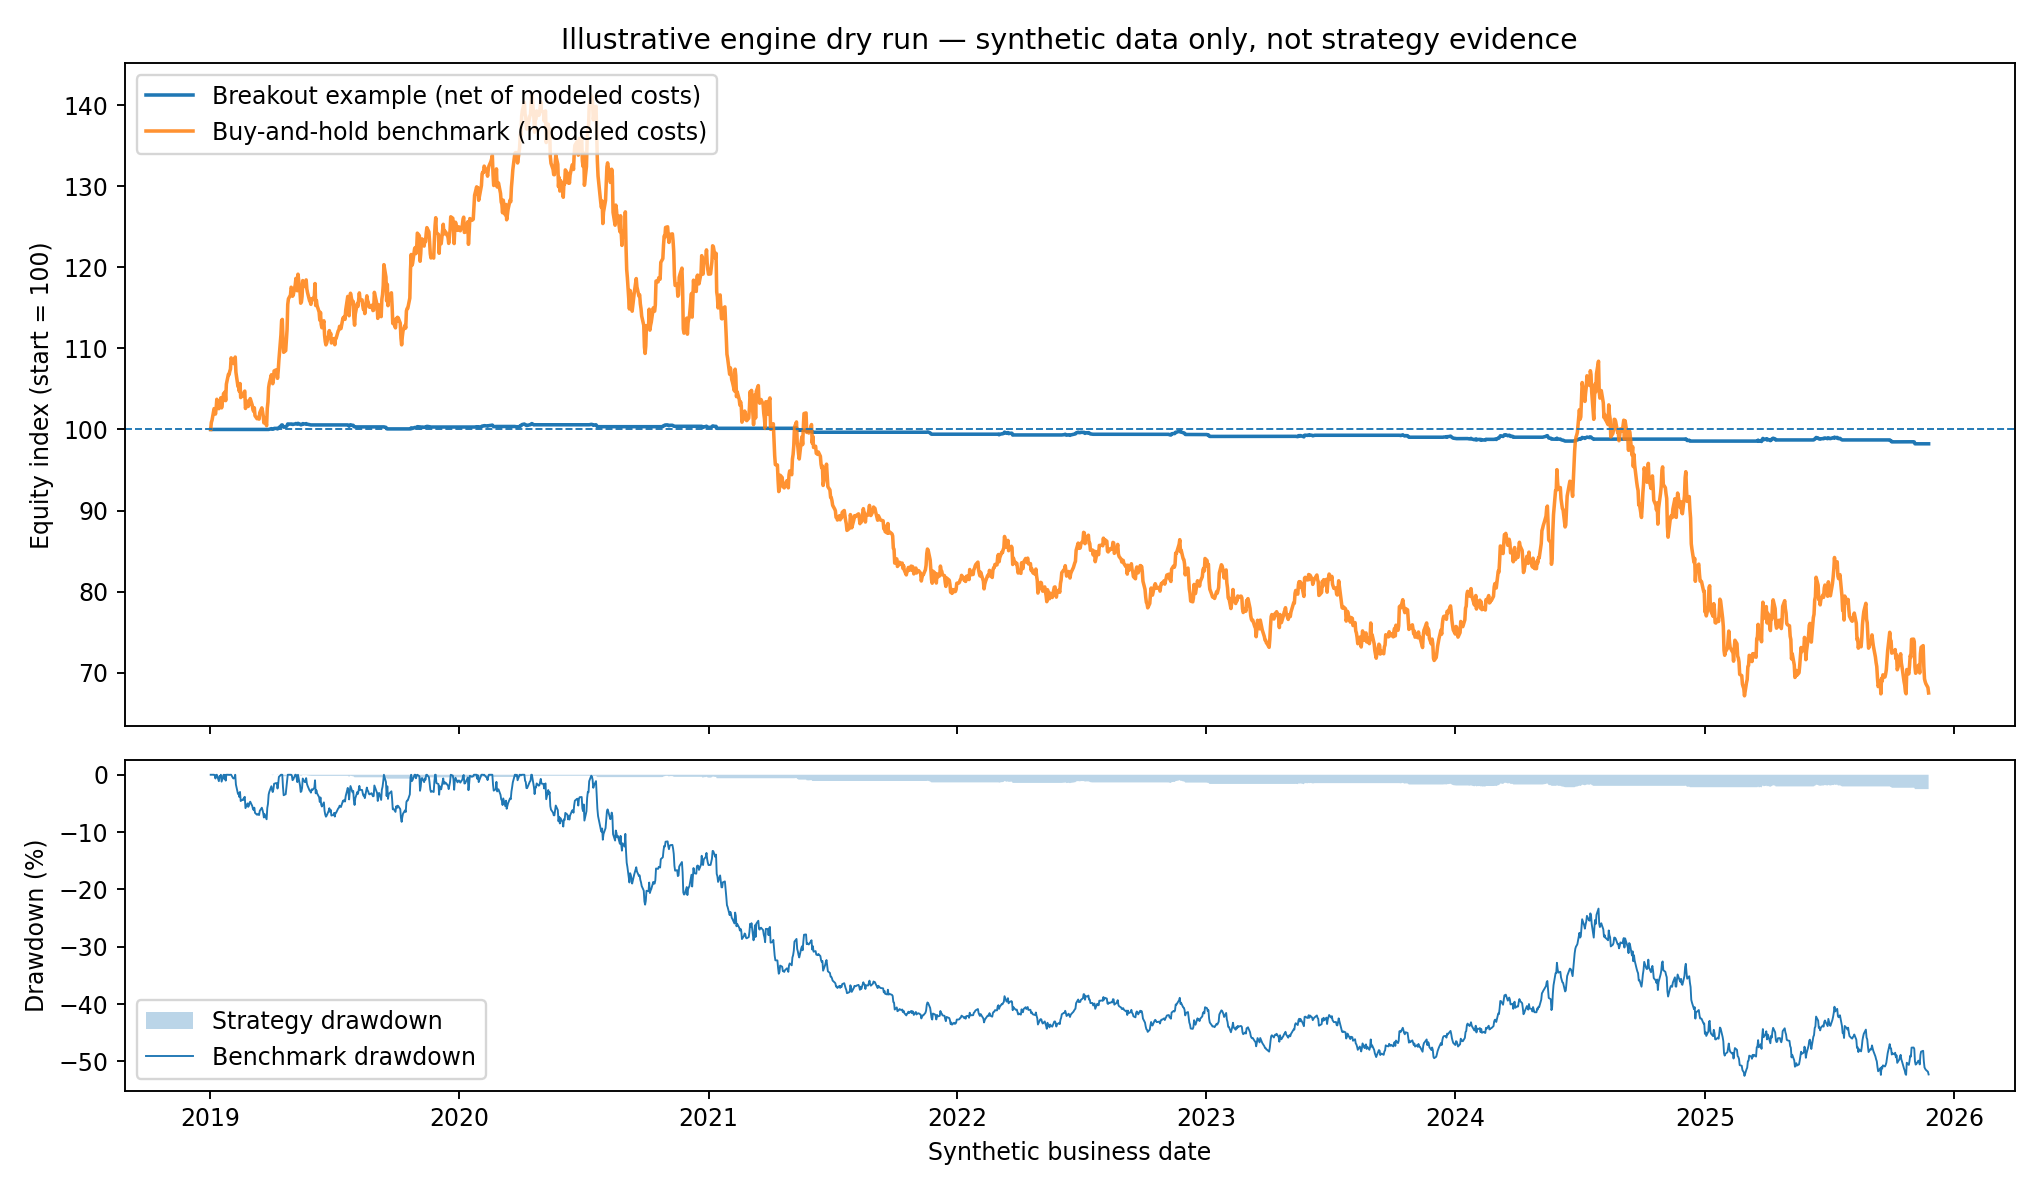 Illustrative engine dry run — synthetic data only, not strategy evidence
Breakout example (net of modeled costs)
Buy-and-hold benchmark (modeled costs)
Equity index (start = 100)
140
130
120
110
100
90
80
70
Drawdown (%)
0
−10
−20
−30
−40
−50
Strategy drawdown
Benchmark drawdown
2019 2020 2021 2022 2023 2024 2025 2026
Synthetic business date